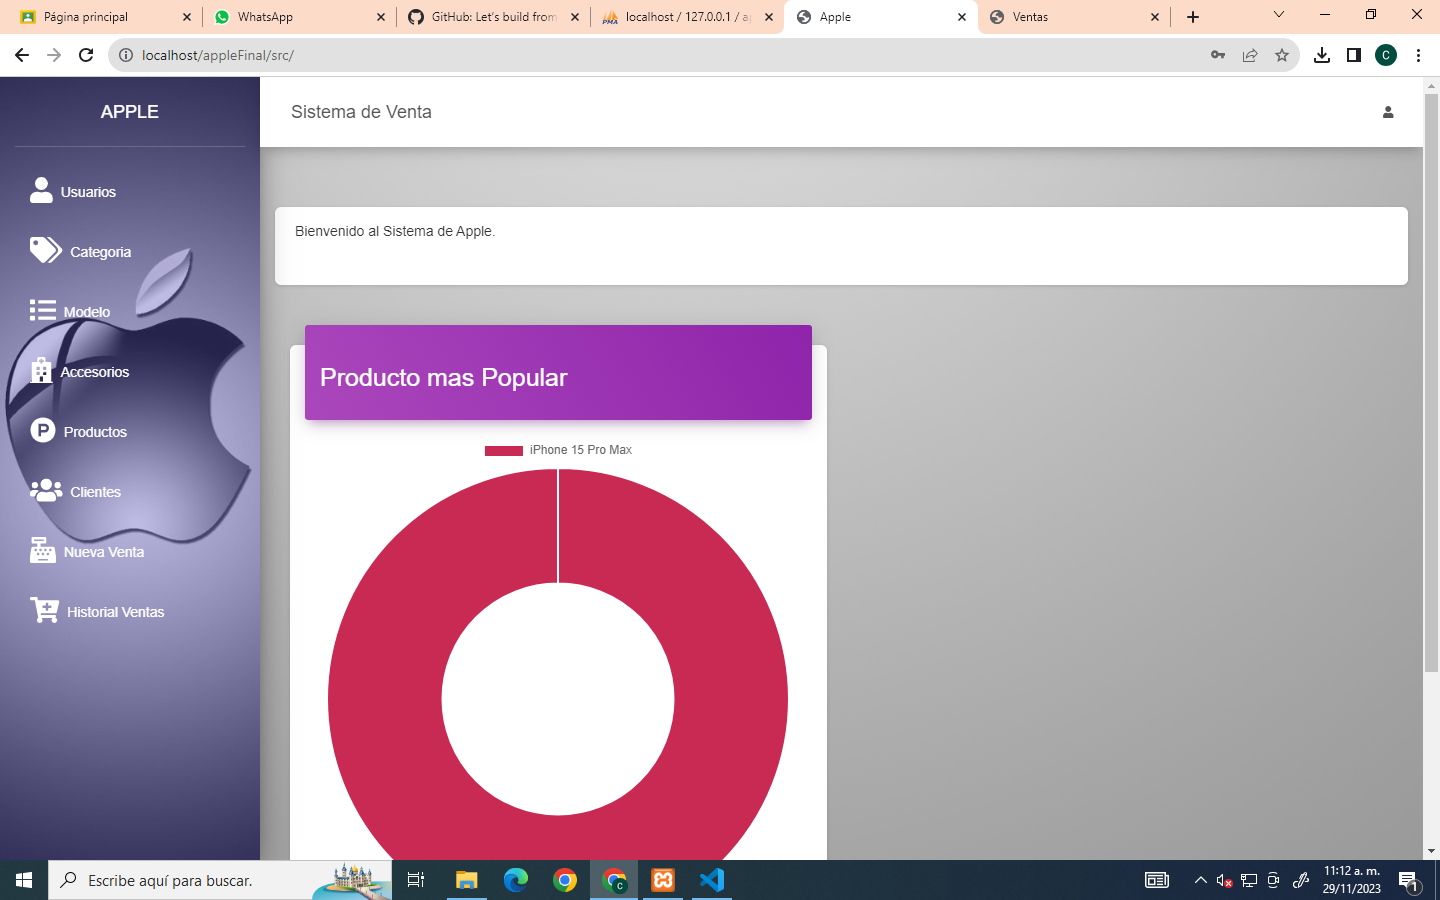 Página principal
WhatsApp
GitHub: Let's build from
localhost / 127.0.0.1 / a
Apple
Ventas
localhost/appleFinal/src/
C
APPLE
Sistema de Venta
Usuarios
Categoria
Modelo
Accesorios
Productos
Clientes
Nueva Venta
Historial Ventas
Bienvenido al Sistema de Apple.
Producto mas Popular
iPhone 15 Pro Max
Escribe aquí para buscar.
11:12 a. m.
29/11/2023
1